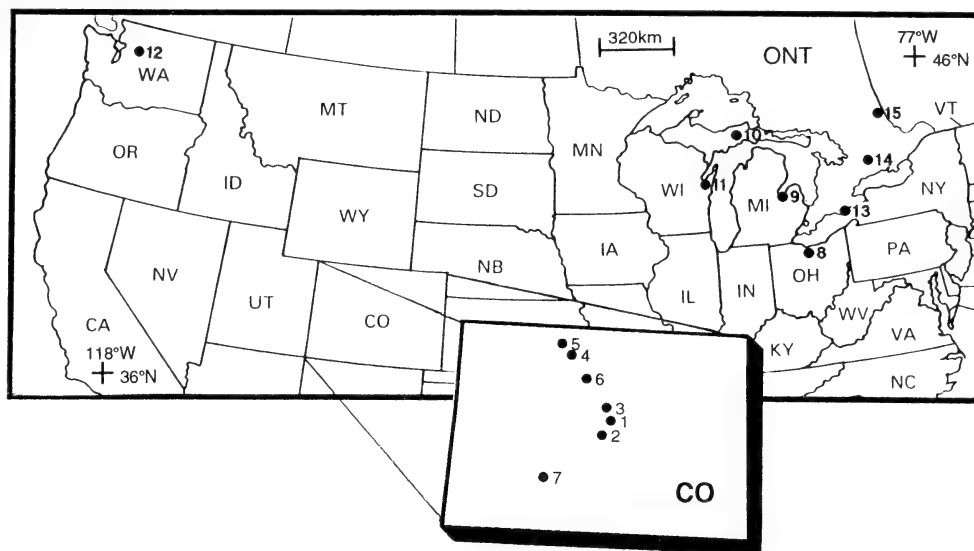 12
WA
MT
ND
OR
ID
SD
WY
MN
NB
IA
NV
UT
CO
CA
118°W
36°N
320km
ONT
77°W
46°N
15
VT
10
14
WI
11
MI
9
NY
13
8
PA
OH
IL
IN
WV
VA
KY
NC
5
4
6
3
1
2
7
CO